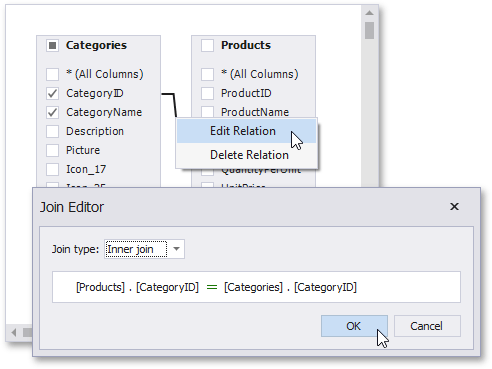 Categories
* (All Columns)
CategoryID
CategoryName
Description
Picture
Icon_17
Icon_25
Products
* (All Columns)
ProductID
ProductName
Edit Relation
Delete Relation
QuantityPerUnit
UnitPrice
Join Editor
Join type: Inner join
[Products] . [CategoryID] = [Categories] . [CategoryID]
OK Cancel